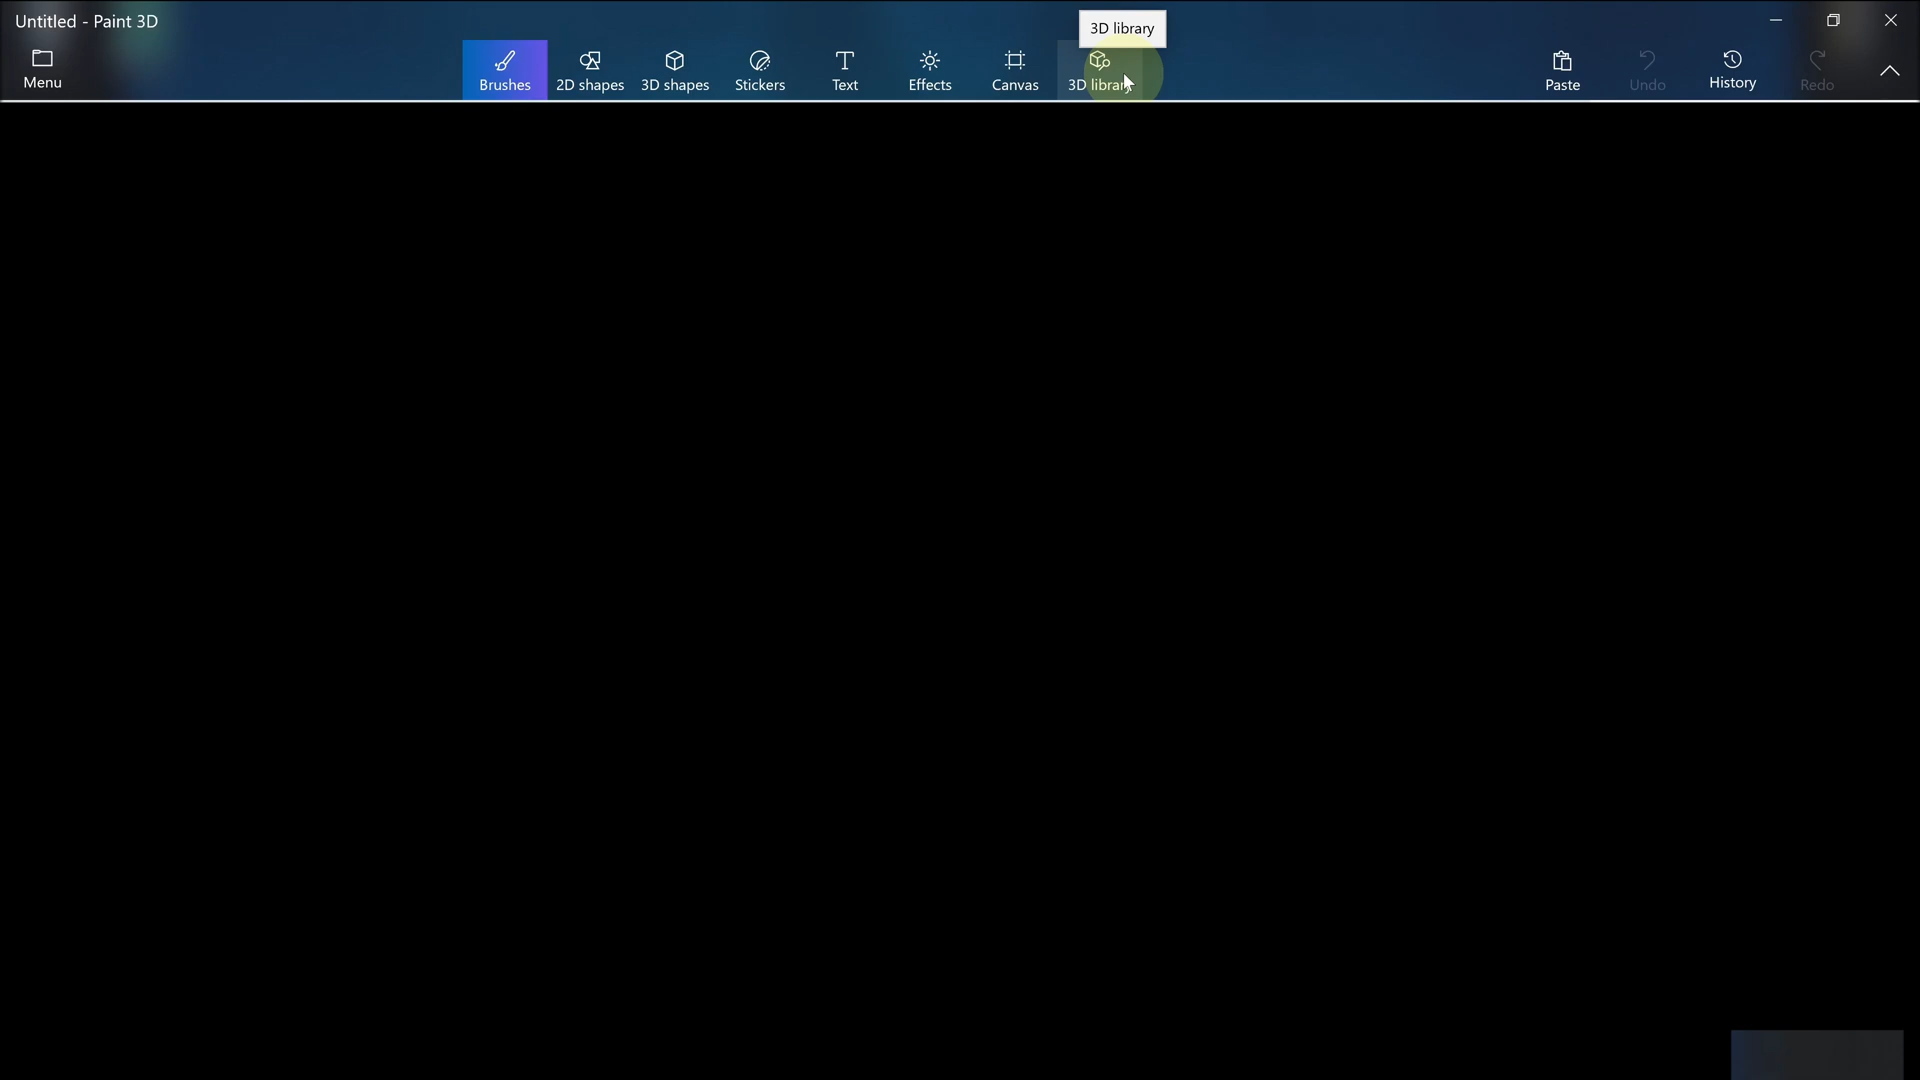 Untitled - Paint 3D
3D library
Menu
Brushes
2D shapes
3D shapes
Stickers
Text
Effects
Canvas
3D library
Paste
Undo
History
Redo